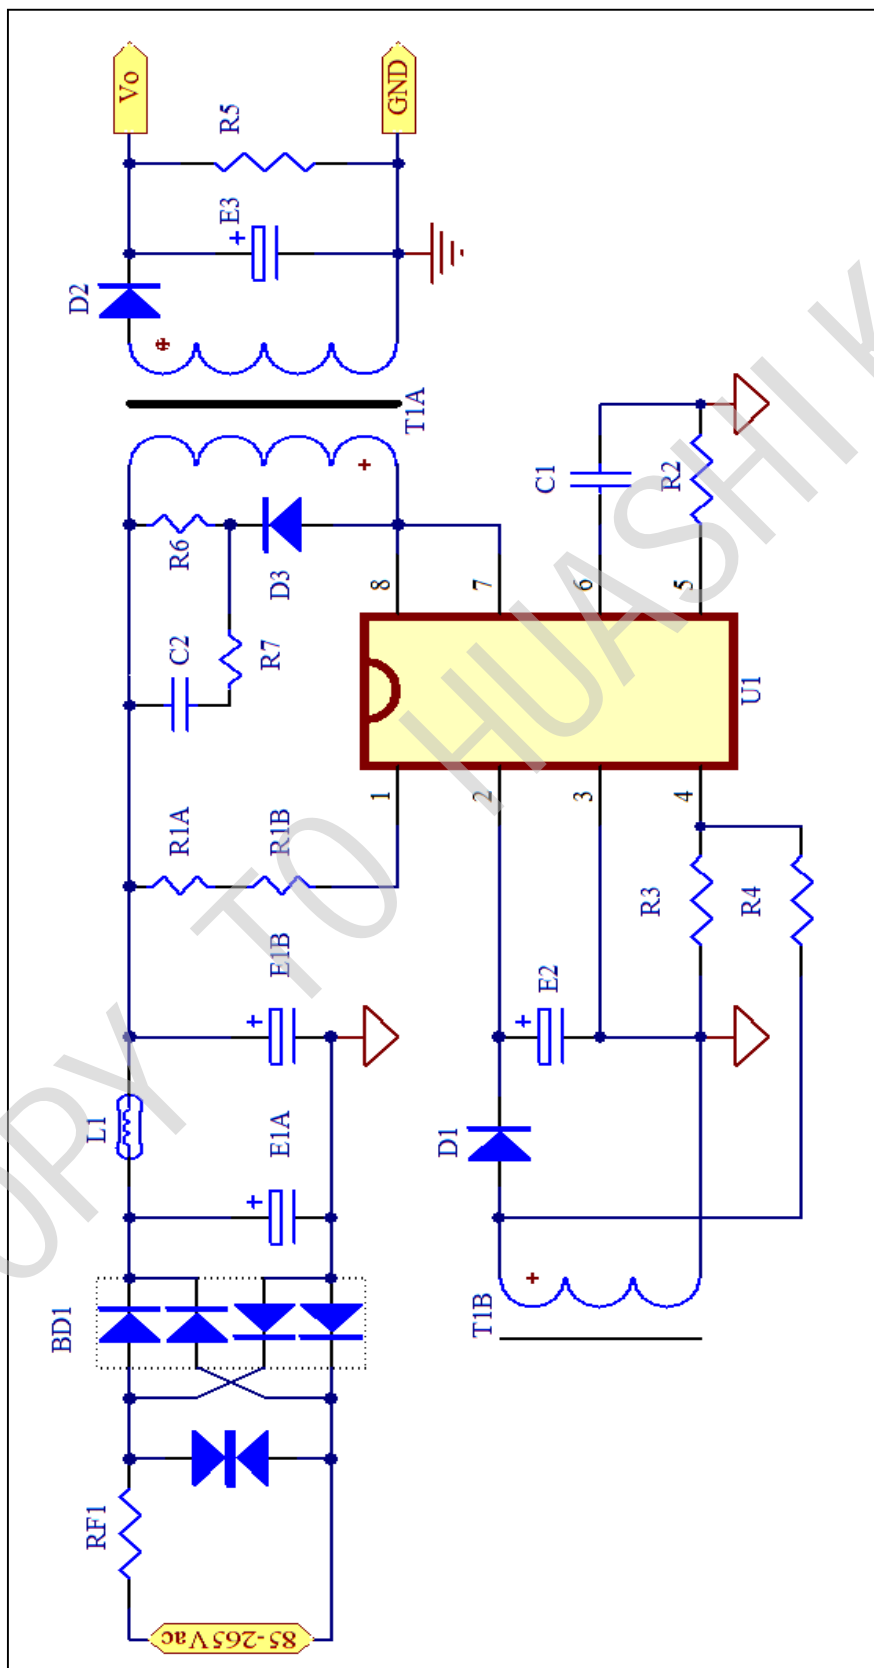 Vo
GND
R5
E3
D2
T1A
R6
D3
C2
R7
C1
R2
8
7
6
5
U1
1
2
3
4
R1A
R1B
R3
R4
E1B
E2
L1
E1A
D1
BD1
T1B
RF1
85-265Vac
OPY TO HUASHI K